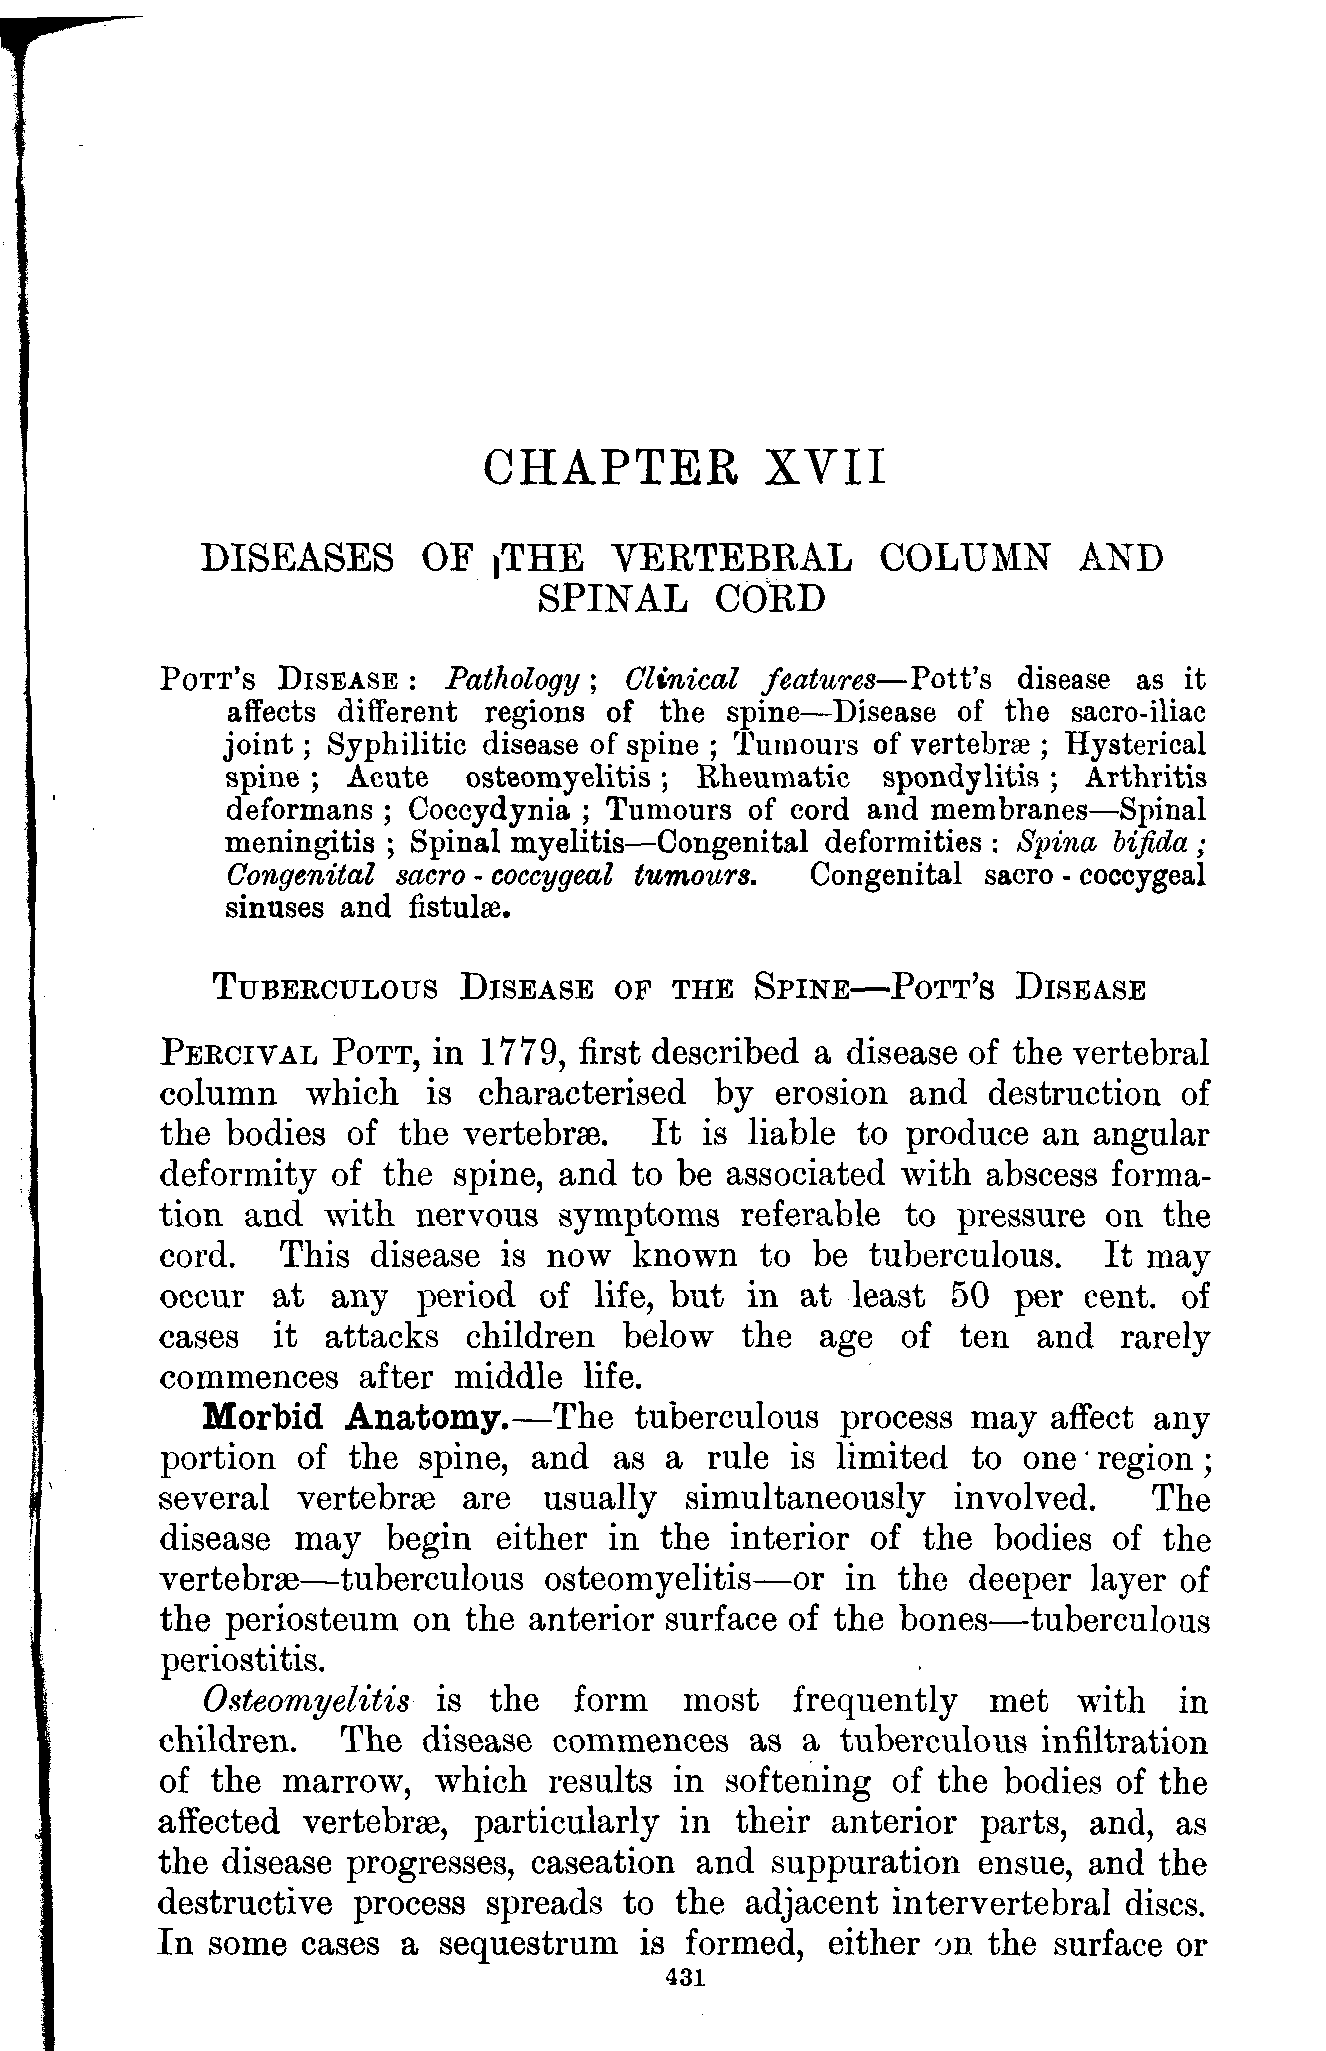 CHAPTER XVII
DISEASES OF THE VERTEBRAL COLUMN AND
SPINAL CORD
POTT'S DISEASE : Pathology ; Clinical features—Pott's disease as it
affects different regions of the spine—Disease of the sacro-iliac
joint ; Syphilitic disease of spine ; Tumours of vertebræ ; Hysterical
spine ; Acute osteomyelitis ; Rheumatic spondylitis ; Arthritis
deformans ; Coccydynia ; Tumours of cord and membranes—Spinal
meningitis ; Spinal myelitis—Congenital deformities : Spina bifida ;
Congenital sacro-coccygeal tumours. Congenital sacro-coccygeal
sinuses and fistulæ.
TUBERCULOUS DISEASE OF THE SPINE—POTT'S DISEASE
PERCIVAL POTT, in 1779, first described a disease of the vertebral
column which is characterised by erosion and destruction of
the bodies of the vertebræ. It is liable to produce an angular
deformity of the spine, and to be associated with abscess forma-
tion and with nervous symptoms referable to pressure on the
cord. This disease is now known to be tuberculous. It may
occur at any period of life, but in at least 50 per cent. of
cases it attacks children below the age of ten and rarely
commences after middle life.
Morbid Anatomy.—The tuberculous process may affect any
portion of the spine, and as a rule is limited to one region ;
several vertebræ are usually simultaneously involved. The
disease may begin either in the interior of the bodies of the
vertebræ—tuberculous osteomyelitis—or in the deeper layer of
the periosteum on the anterior surface of the bones—tuberculous
periostitis.
Osteomyelitis is the form most frequently met with in
children. The disease commences as a tuberculous infiltration
of the marrow, which results in softening of the bodies of the
affected vertebræ, particularly in their anterior parts, and, as
the disease progresses, caseation and suppuration ensue, and the
destructive process spreads to the adjacent intervertebral discs.
In some cases a sequestrum is formed, either on the surface or
431